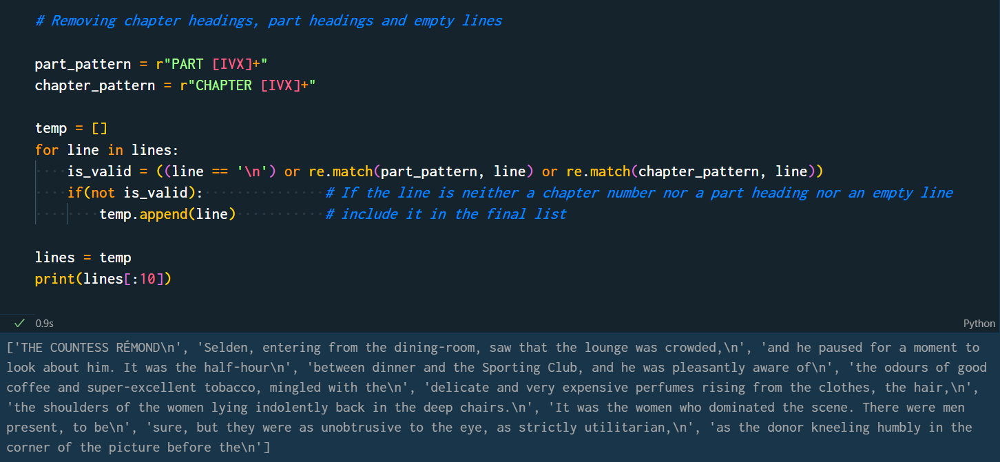 # Removing chapter headings, part headings and empty lines
part_pattern = r"PART [IVX]+"
chapter_pattern = r"CHAPTER [IVX]+"
temp = []
for line in lines:
    is_valid = ((line == '\n') or re.match(part_pattern, line) or re.match(chapter_pattern, line))
    if(not is_valid):               # If the line is neither a chapter number nor a part heading nor an empty line
        temp.append(line)           # include it in the final list
lines = temp
print(lines[:10])
0.9s
Python
['THE COUNTESS RÉMOND\n', 'Selden, entering from the dining-room, saw that the lounge was crowded,\n', 'and he paused for a moment to
look about him. It was the half-hour\n', 'between dinner and the Sporting Club, and he was pleasantly aware of\n', 'the odours of good
coffee and super-excellent tobacco, mingled with the\n', 'delicate and very expensive perfumes rising from the clothes, the hair,\n',
'the shoulders of the women lying indolently back in the deep chairs.\n', 'It was the women who dominated the scene. There were men
present, to be\n', 'sure, but they were as unobtrusive to the eye, as strictly utilitarian,\n', 'as the donor kneeling humbly in the
corner of the picture before the\n']